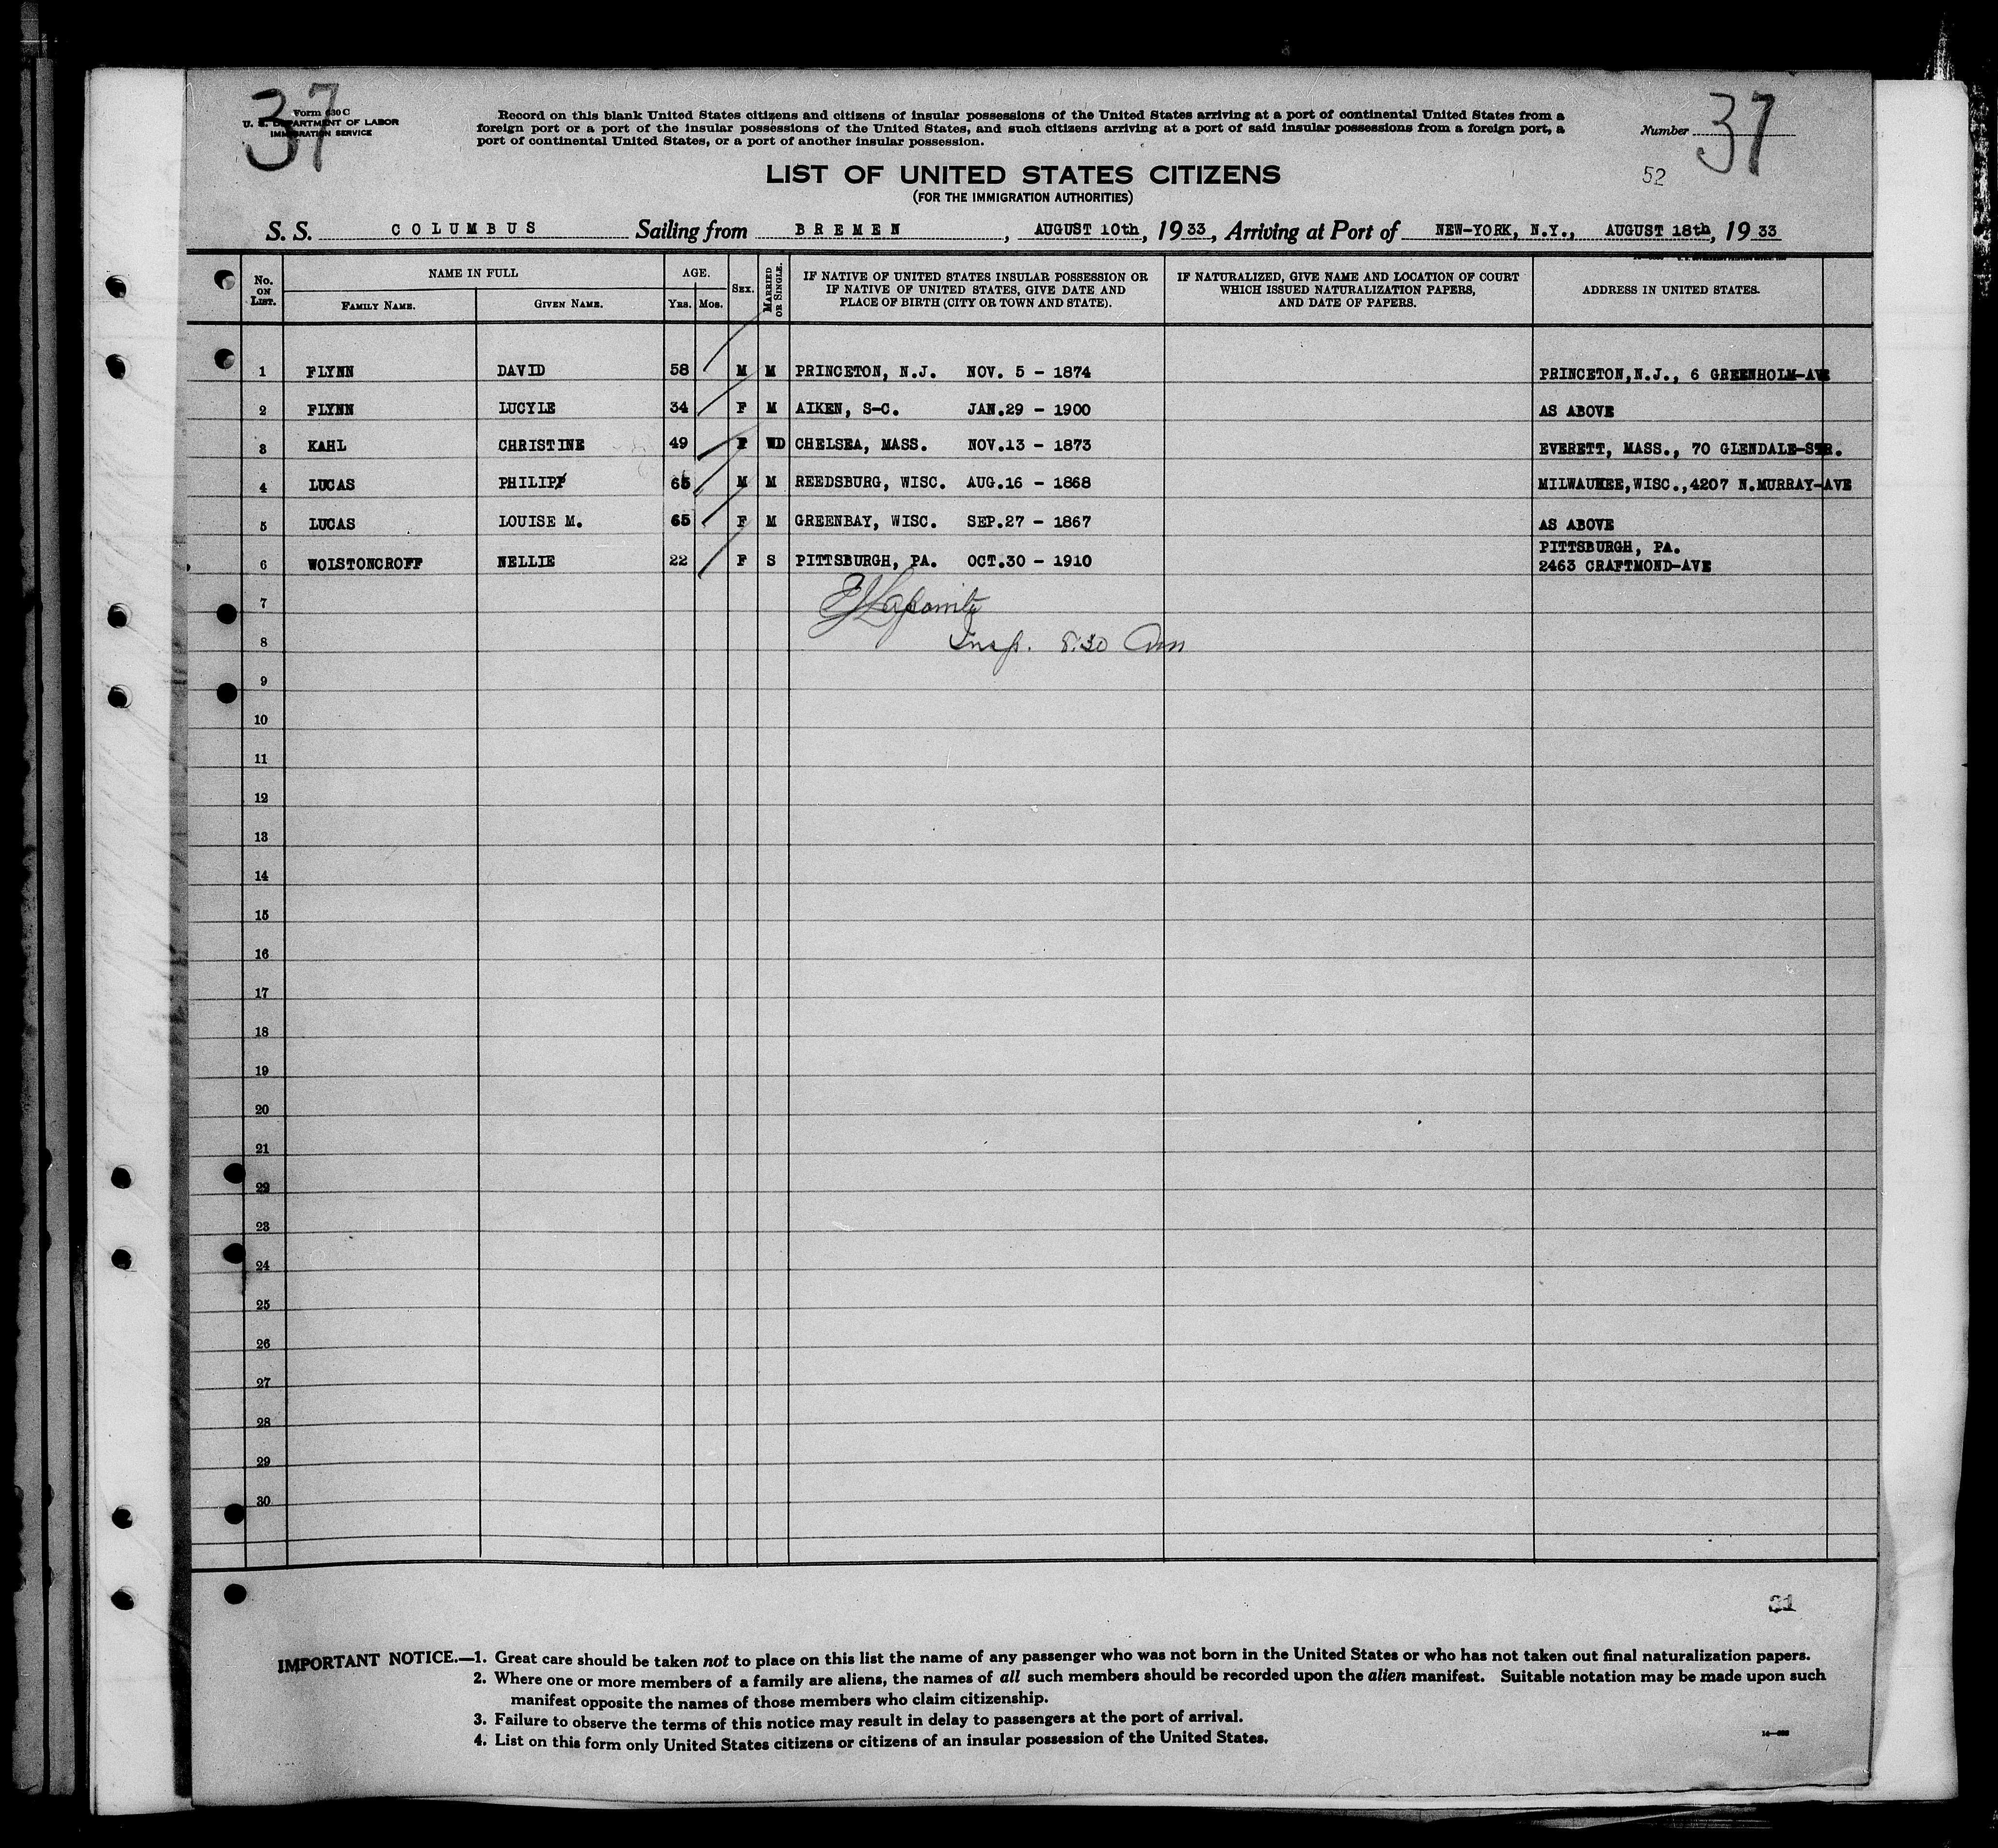 37
Form 630 C
U. S. DEPARTMENT OF LABOR
IMMIGRATION SERVICE
Record on this blank United States citizens and citizens of insular possessions of the United States arriving at a port of continental United States from a
foreign port or a port of the insular possessions of the United States, and such citizens arriving at a port of said insular possessions from a foreign port, a
port of continental United States, or a port of another insular possession.
Number 37
52
LIST OF UNITED STATES CITIZENS
(FOR THE IMMIGRATION AUTHORITIES)
S. S. COLUMBUS Sailing from BREMEN, AUGUST 10th, 1933, Arriving at Port of NEW-YORK, N.Y., AUGUST 18th, 1933
No. ON LIST. NAME IN FULL FAMILY NAME. GIVEN NAME. AGE. YRS. MOS. SEX. MARRIED OR SINGLE. IF NATIVE OF UNITED STATES INSULAR POSSESSION OR IF NATIVE OF UNITED STATES, GIVE DATE AND PLACE OF BIRTH (CITY OR TOWN AND STATE). IF NATURALIZED, GIVE NAME AND LOCATION OF COURT WHICH ISSUED NATURALIZATION PAPERS, AND DATE OF PAPERS. ADDRESS IN UNITED STATES.
1 FLYNN DAVID 58 M M PRINCETON, N.J. NOV. 5 - 1874 PRINCETON,N.J., 6 GREENHOLM-AVE
2 FLYNN LUCYLE 34 F M AIKEN, S-C. JAN.29 - 1900 AS ABOVE
3 KAHL CHRISTINE 49 F WD CHELSEA, MASS. NOV.13 - 1873 EVERETT, MASS., 70 GLENDALE-STR.
4 LUCAS PHILIPP 65 M M REEDSBURG, WISC. AUG.16 - 1868 MILWAUKEE,WISC.,4207 N.MURRAY-AVE
5 LUCAS LOUISE M. 65 F M GREENBAY, WISC. SEP.27 - 1867 AS ABOVE
6 WOLSTONCROFF NELLIE 22 F S PITTSBURGH, PA. OCT.30 - 1910 PITTSBURGH, PA.
2463 CRAFTMOND-AVE
7
8 Insp. 8:30 Am
9
10
11
12
13
14
15
16
17
18
19
20
21
22
23
24
25
26
27
28
29
30
31
IMPORTANT NOTICE.—1. Great care should be taken not to place on this list the name of any passenger who was not born in the United States or who has not taken out final naturalization papers.
2. Where one or more members of a family are aliens, the names of all such members should be recorded upon the alien manifest. Suitable notation may be made upon such
manifest opposite the names of those members who claim citizenship.
3. Failure to observe the terms of this notice may result in delay to passengers at the port of arrival.
4. List on this form only United States citizens or citizens of an insular possession of the United States.